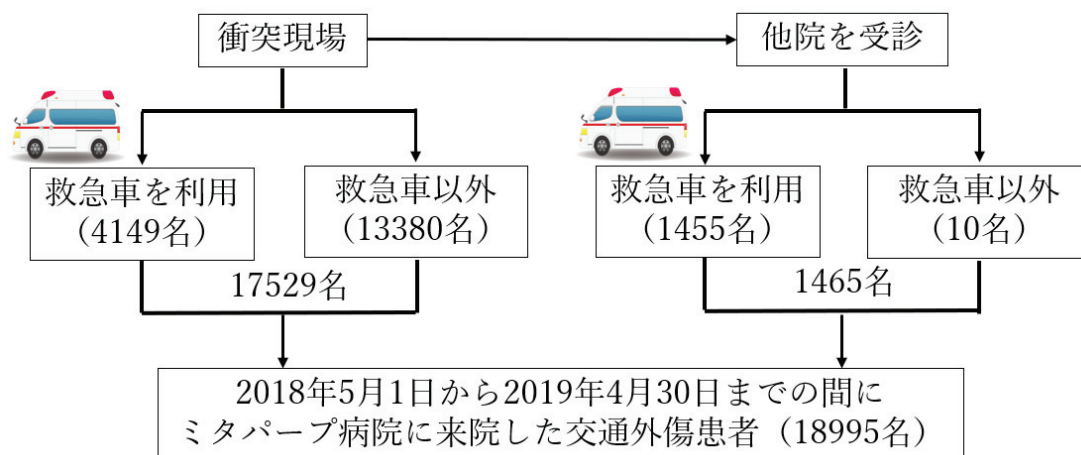 衝突現場
他院を受診
救急車を利用
（4149名）
救急車以外
（13380名）
救急車を利用
（1455名）
救急車以外
（10名）
17529名
1465名
2018年5月1日から2019年4月30日までの間に
ミタパープ病院に来院した交通外傷患者（18995名）